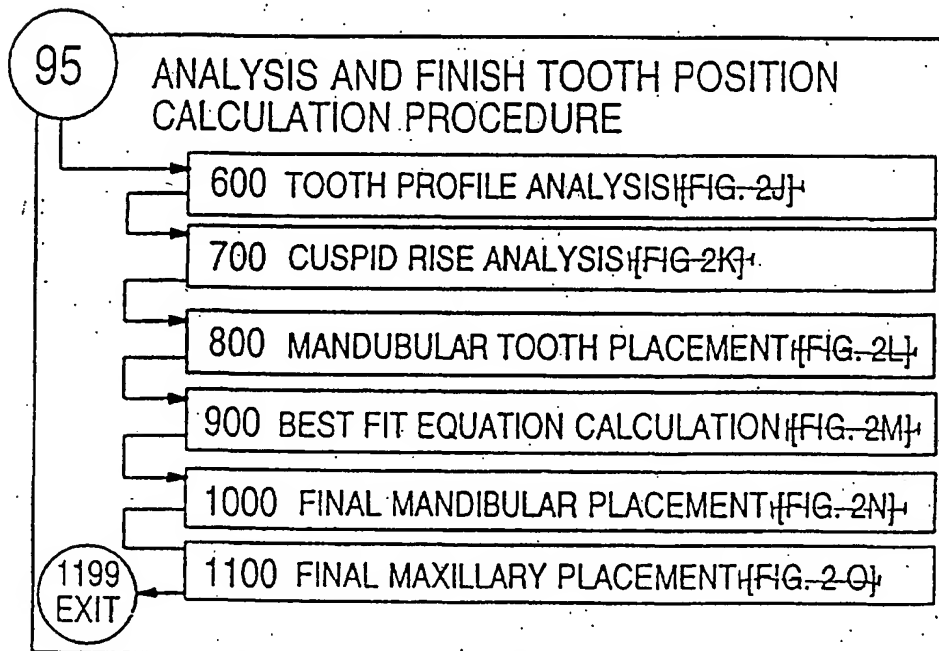 95
ANALYSIS AND FINISH TOOTH POSITION
CALCULATION PROCEDURE
600 TOOTH PROFILE ANALYSIS {FIG. 2J}
700 CUSPID RISE ANALYSIS {FIG 2K}
800 MANDUBULAR TOOTH PLACEMENT {FIG. 2L}
900 BEST FIT EQUATION CALCULATION {FIG. 2M}
1000 FINAL MANDIBULAR PLACEMENT {FIG. 2N}
1100 FINAL MAXILLARY PLACEMENT {FIG. 2 O}
1199
EXIT